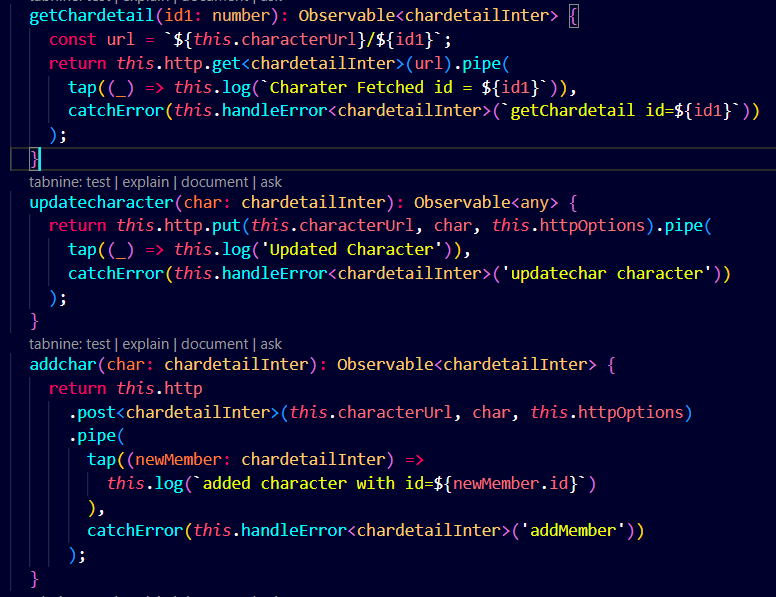 getChardetail(id1: number): Observable<chardetailInter> {
const url = `${this.characterUrl}/${id1}`;
return this.http.get<chardetailInter>(url).pipe(
tap((_) => this.log(`Charater Fetched id = ${id1}`)),
catchError(this.handleError<chardetailInter>(`getChardetail id=${id1}`))
);
}
tabnine: test | explain | document | ask
updatecharacter(char: chardetailInter): Observable<any> {
return this.http.put(this.characterUrl, char, this.httpOptions).pipe(
tap((_) => this.log('Updated Character')),
catchError(this.handleError<chardetailInter>('updatechar character'))
);
}
tabnine: test | explain | document | ask
addchar(char: chardetailInter): Observable<chardetailInter> {
return this.http
.post<chardetailInter>(this.characterUrl, char, this.httpOptions)
.pipe(
tap((newMember: chardetailInter) =>
this.log(`added character with id=${newMember.id}`)
),
catchError(this.handleError<chardetailInter>('addMember'))
);
}